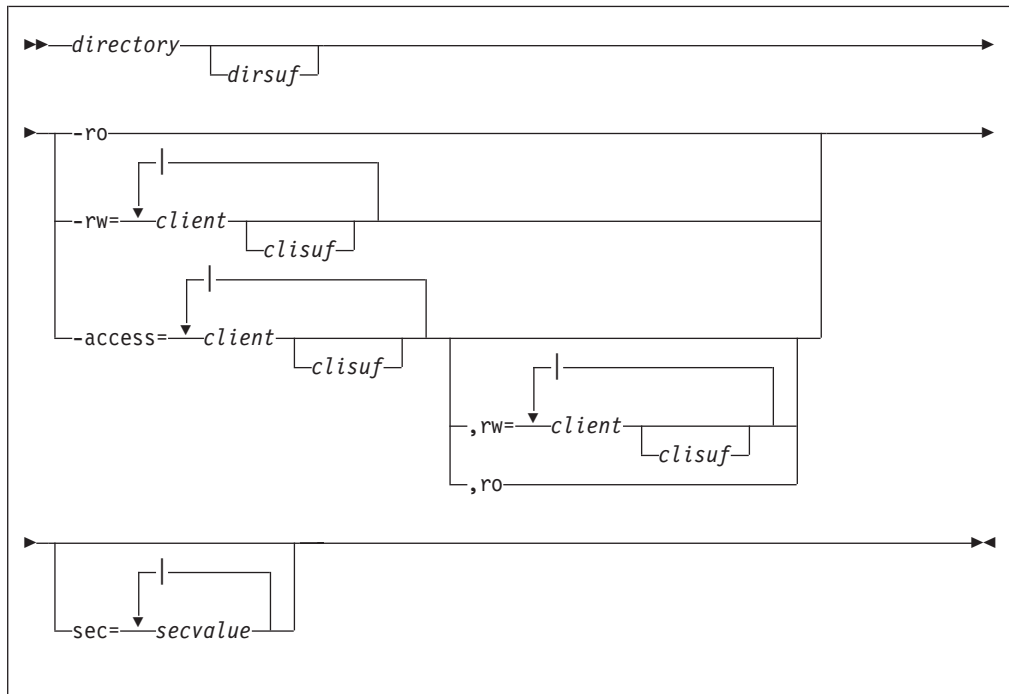 directory
dirsuf
-ro
|
-rw= client
clisuf
|
-access= client
clisuf
|
,rw= client
clisuf
,ro
|
sec= secvalue